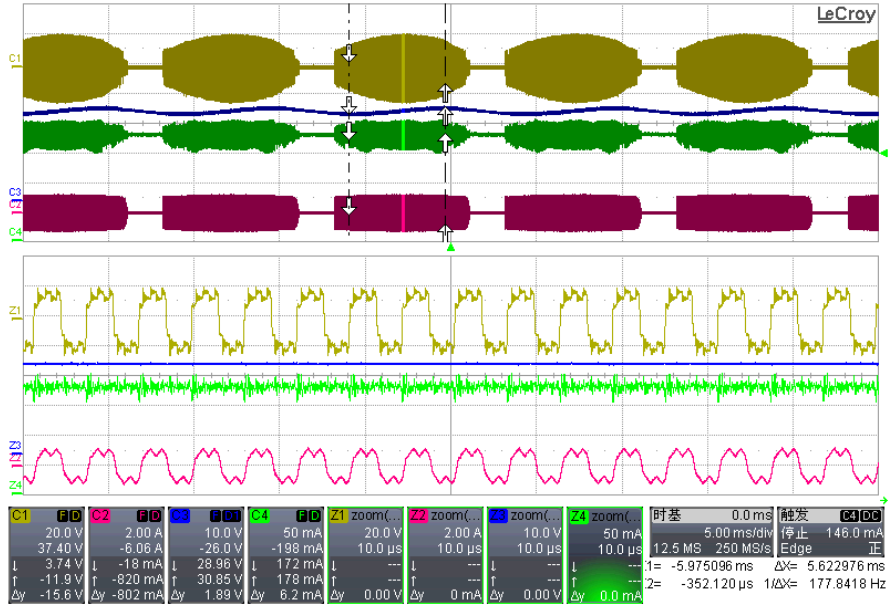 LeCroy
C1
C3
C2
C4
Z1
Z3
Z2
Z4
C1 F D
20.0 V
37.40 V
↓ 3.74 V
↑ -11.9 V
Δy -15.6 V
C2 F D
2.00 A
-6.06 A
↓ -18 mA
↑ -820 mA
Δy -802 mA
C3
10.0 V
-26.0 V
↓ 28.96 V
↑ 30.85 V
Δy 1.89 V
C4 F D
50 mA
-198 mA
↓ 172 mA
↑ 178 mA
Δy 6.2 mA
Z1 zoom(...
20.0 V
10.0 µs
↓ ---
↑ ---
Δy 0.00 V
Z2 zoom(...
2.00 A
10.0 µs
↓ ---
↑ ---
Δy 0 mA
Z3 zoom(...
10.0 V
10.0 µs
↓ ---
↑ ---
Δy 0.00 V
Z4 zoom(...
50 mA
10.0 µs
↓ ---
↑ ---
Δy 0.0 mA
时基 0.0 ms
5.00 ms/div
12.5 MS 250 MS/s
触发 C4 DC
停止 146.0 mA
Edge 正
1= -5.975096 ms ΔX= 5.622976 ms
2= -352.120 µs 1/ΔX= 177.8418 Hz